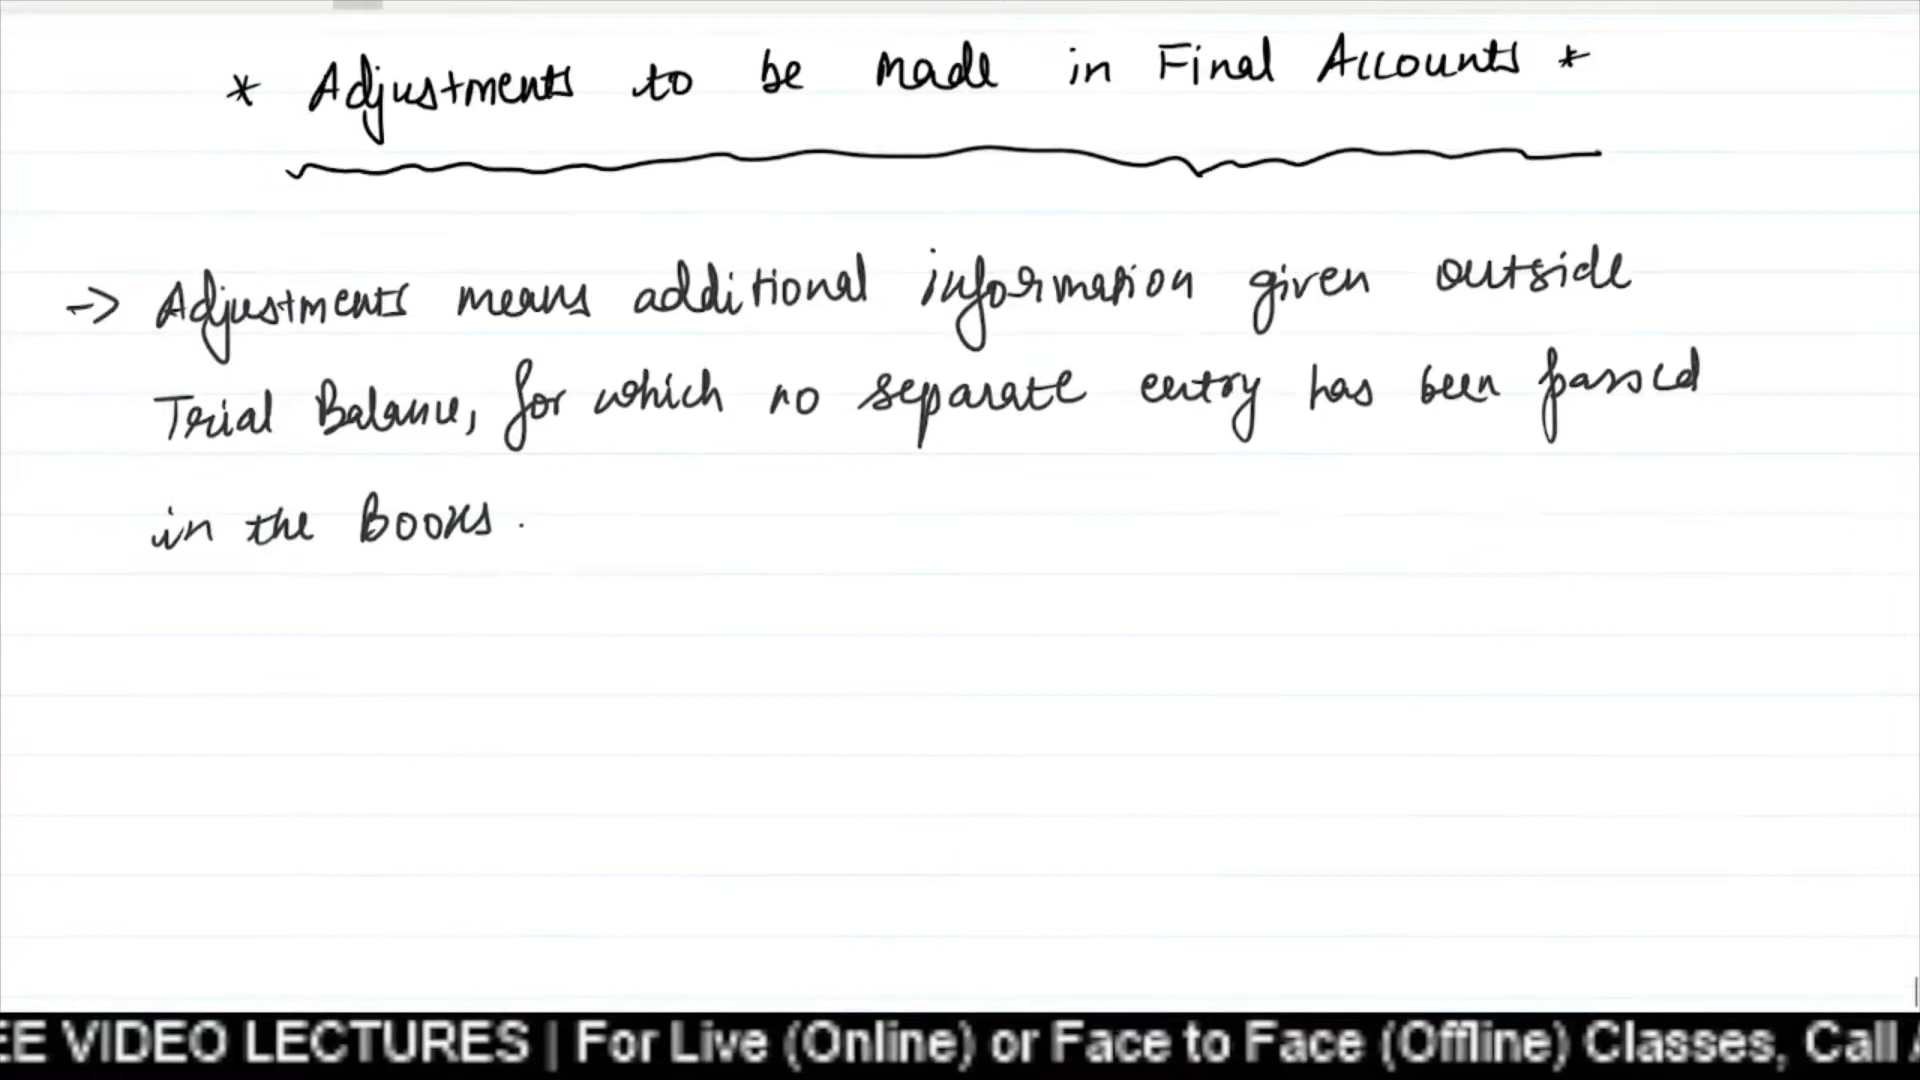 * Adjustments to be made in Final Accounts *
-> Adjustments means additional information given outside
Trial Balance, for which no separate entry has been passed
in the Books.
EE VIDEO LECTURES | For Live (Online) or Face to Face (Offline) Classes, Call